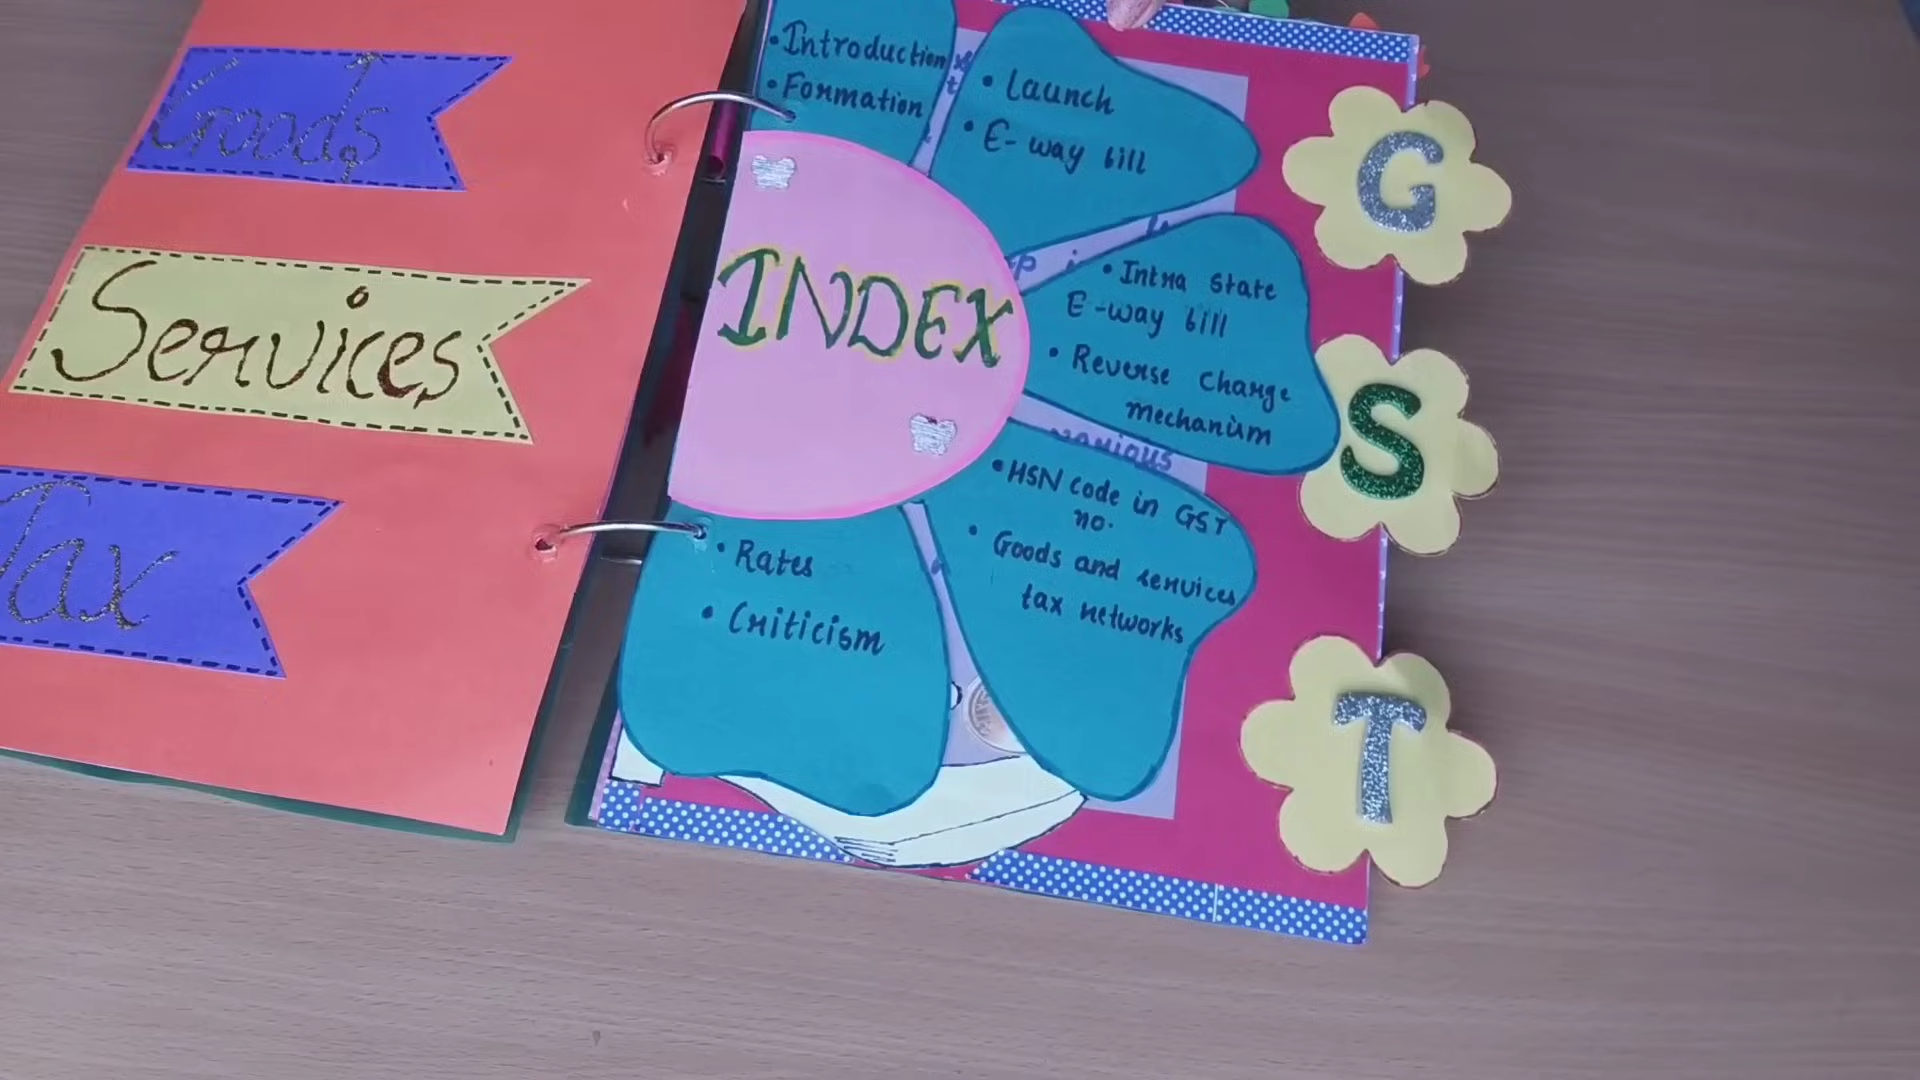 Goods
Services
Tax
• Introduction
• Formation
• Launch
• E-way bill
• Intra state
E-way bill
• Reverse charge
mechanism
INDEX
• HSN code in GST
no.
• Goods and services
tax networks
• Rates
• Criticism
various
G
S
T